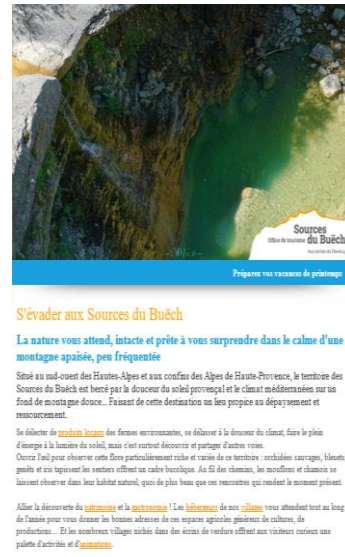 Sources
Office de tourisme du Buëch
Préparez vos vacances de printemps
S'évader aux Sources du Buëch
La nature vous attend, intacte et prête à vous surprendre dans le calme d'une
montagne apaisée, peu fréquentée
Situé au sud-ouest des Hautes-Alpes et aux confins des Alpes de Haute-Provence, le territoire des
Sources du Buëch est bercé par la douceur du soleil provençal et le climat méditerranéen sur un
fond de montagne douce... Faisant de cette destination un lieu propice au dépaysement et
ressourcement.
Se délecter de produits locaux des fermes environnantes, se délasser à la douceur du climat, faire le plein
d'énergie à la lumière du soleil, mais c'est surtout découvrir et partager d'autres voies.
Ouvrir l'œil pour observer cette flore particulièrement riche et variée de ce territoire : orchidées sauvages, bleuets,
genêts et iris tapissent les sentiers offrant un cadre bucolique. Au fil des chemins, les mouflons et chamois se
laissent observer dans leur habitat naturel, quoi de plus beau que ces rencontres qui rendent le moment présent.
Allier la découverte du patrimoine et la gastronomie ! Les hébergeurs de nos villages vous attendent tout au long
de l'année pour vous donner les bonnes adresses de ces espaces agricoles généreux de cultures, de
productions... Et les nombreux villages nichés dans des écrins de verdure offrent aux visiteurs curieux une
palette d'activités et d'animations.